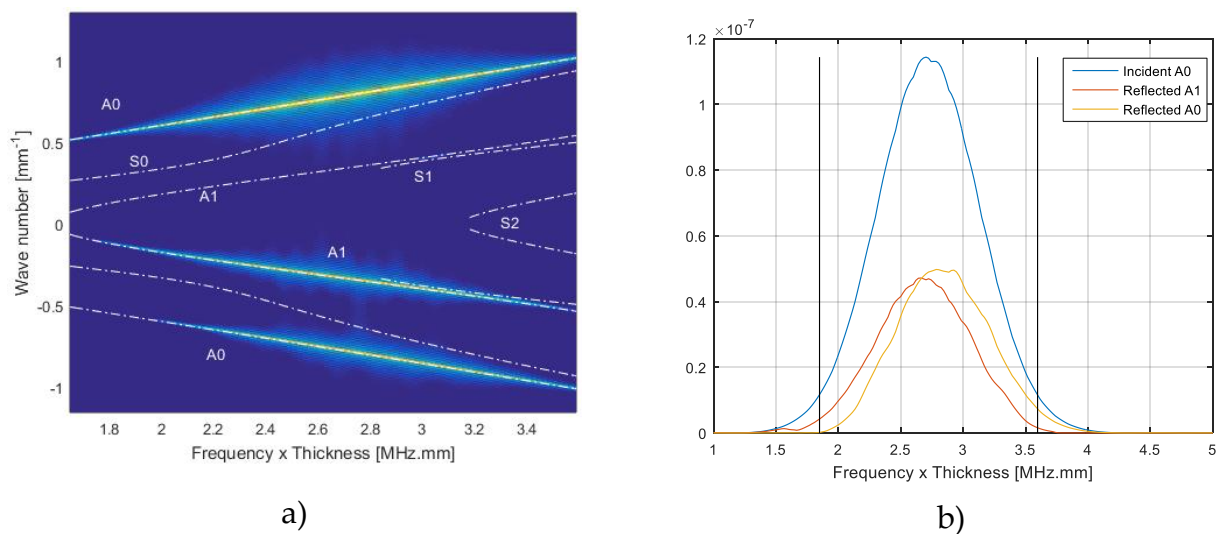 A0
S0
A1
S1
S2
A1
A0
1
0.5
0
-0.5
-1
Wave number [mm⁻¹]
1.8 2 2.2 2.4 2.6 2.8 3 3.2 3.4
Frequency x Thickness [MHz.mm]
a)
×10⁻⁷
1.2
1
0.8
0.6
0.4
0.2
0
Incident A0
Reflected A1
Reflected A0
1 1.5 2 2.5 3 3.5 4 4.5 5
Frequency x Thickness [MHz.mm]
b)